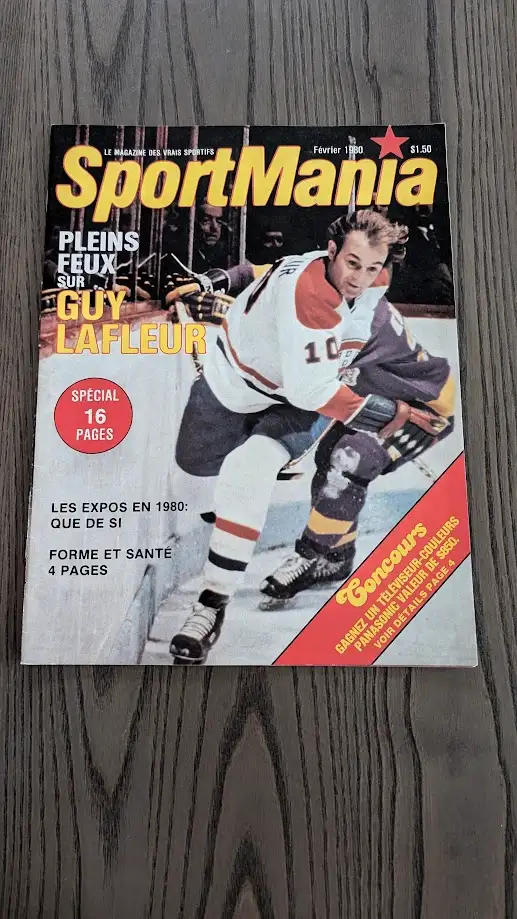 LE MAGAZINE DES VRAIS SPORTIFS
Février 1980
$1.50
SportMania
PLEINS
FEUX
SUR
GUY
LAFLEUR
10
SPÉCIAL
16
PAGES
LES EXPOS EN 1980:
QUE DE SI
FORME ET SANTÉ
4 PAGES
Concours
GAGNEZ UN TÉLÉVISEUR-COULEURS
PANASONIC VALEUR DE $850.
VOIR DÉTAILS PAGE 4